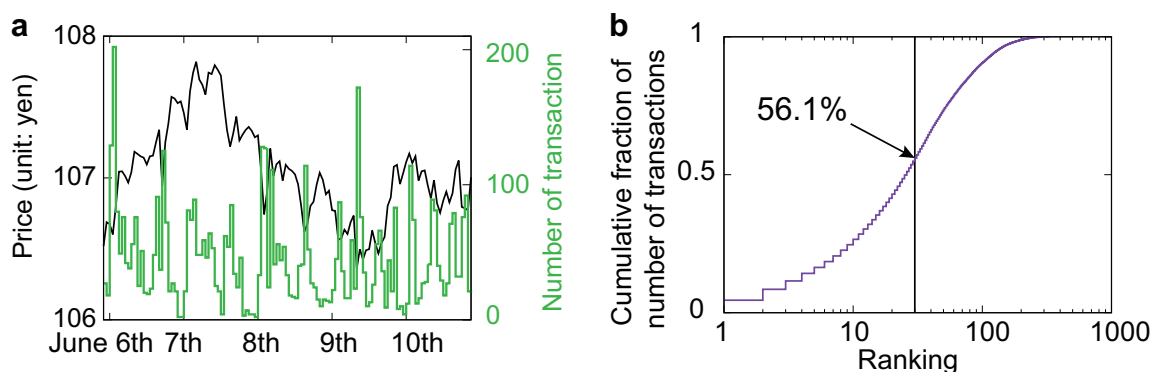 a
108
107
106
Price (unit: yen)
200
100
0
Number of transaction
June 6th 7th 8th 9th 10th
b
1
0.5
0
Cumulative fraction of
number of transactions
56.1%
1 10 100 1000
Ranking